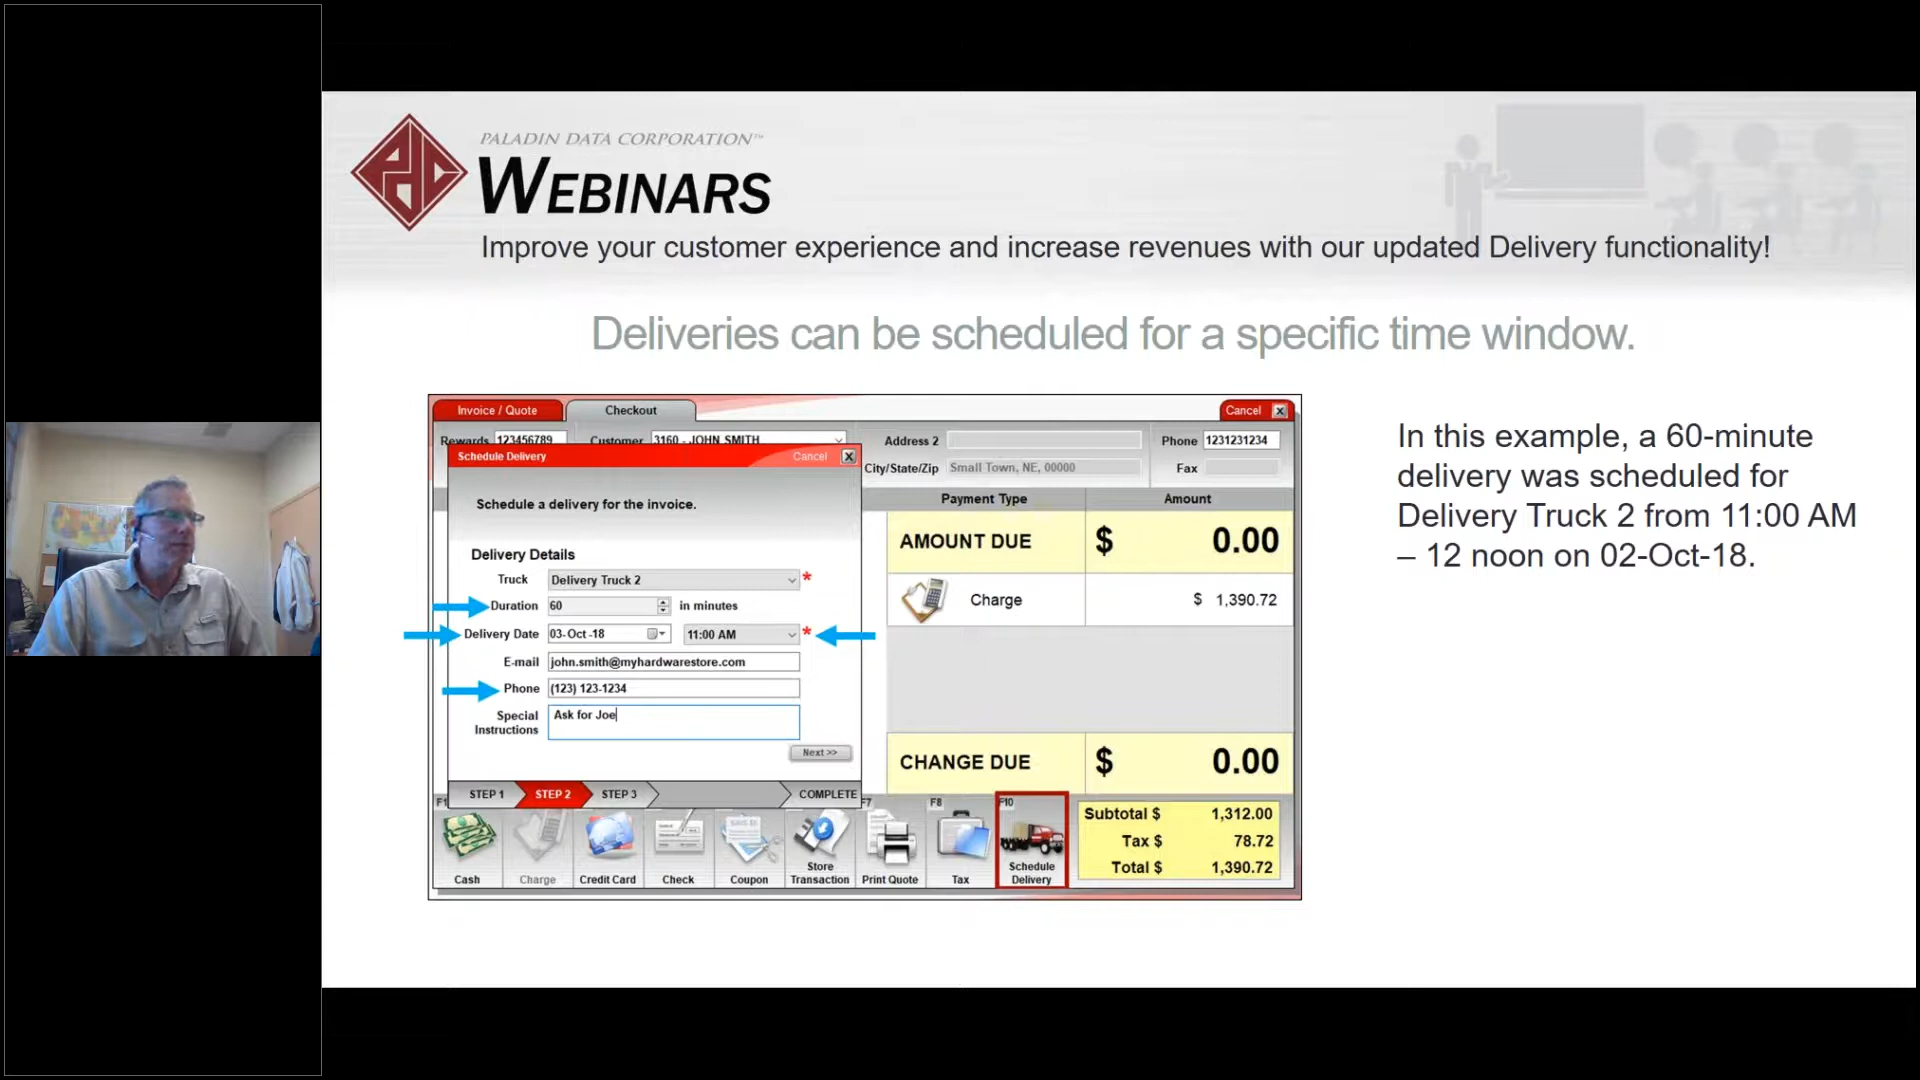 PALADIN DATA CORPORATION™
WEBINARS
Improve your customer experience and increase revenues with our updated Delivery functionality!
Deliveries can be scheduled for a specific time window.
Invoice / Quote
Checkout
Cancel
Rewards 123456789 Customer 3160 - JOHN SMITH
Address 2
Phone 1231231234
City/State/Zip Small Town, NE, 00000
Fax
Schedule Delivery Cancel
Schedule a delivery for the invoice.
Delivery Details
Truck Delivery Truck 2 *
Duration 60 in minutes
Delivery Date 03-Oct-18 11:00 AM *
E-mail john.smith@myhardwarestore.com
Phone (123) 123-1234
Special Instructions Ask for Joe
Next >>
STEP 1 STEP 2 STEP 3 COMPLETE
Payment Type Amount
AMOUNT DUE $ 0.00
Charge $ 1,390.72
CHANGE DUE $ 0.00
F7 F8 F10
Cash
Charge
Credit Card
Check
Coupon
Store Transaction
Print Quote
Tax
Schedule Delivery
Subtotal $ 1,312.00
Tax $ 78.72
Total $ 1,390.72
In this example, a 60-minute
delivery was scheduled for
Delivery Truck 2 from 11:00 AM
– 12 noon on 02-Oct-18.